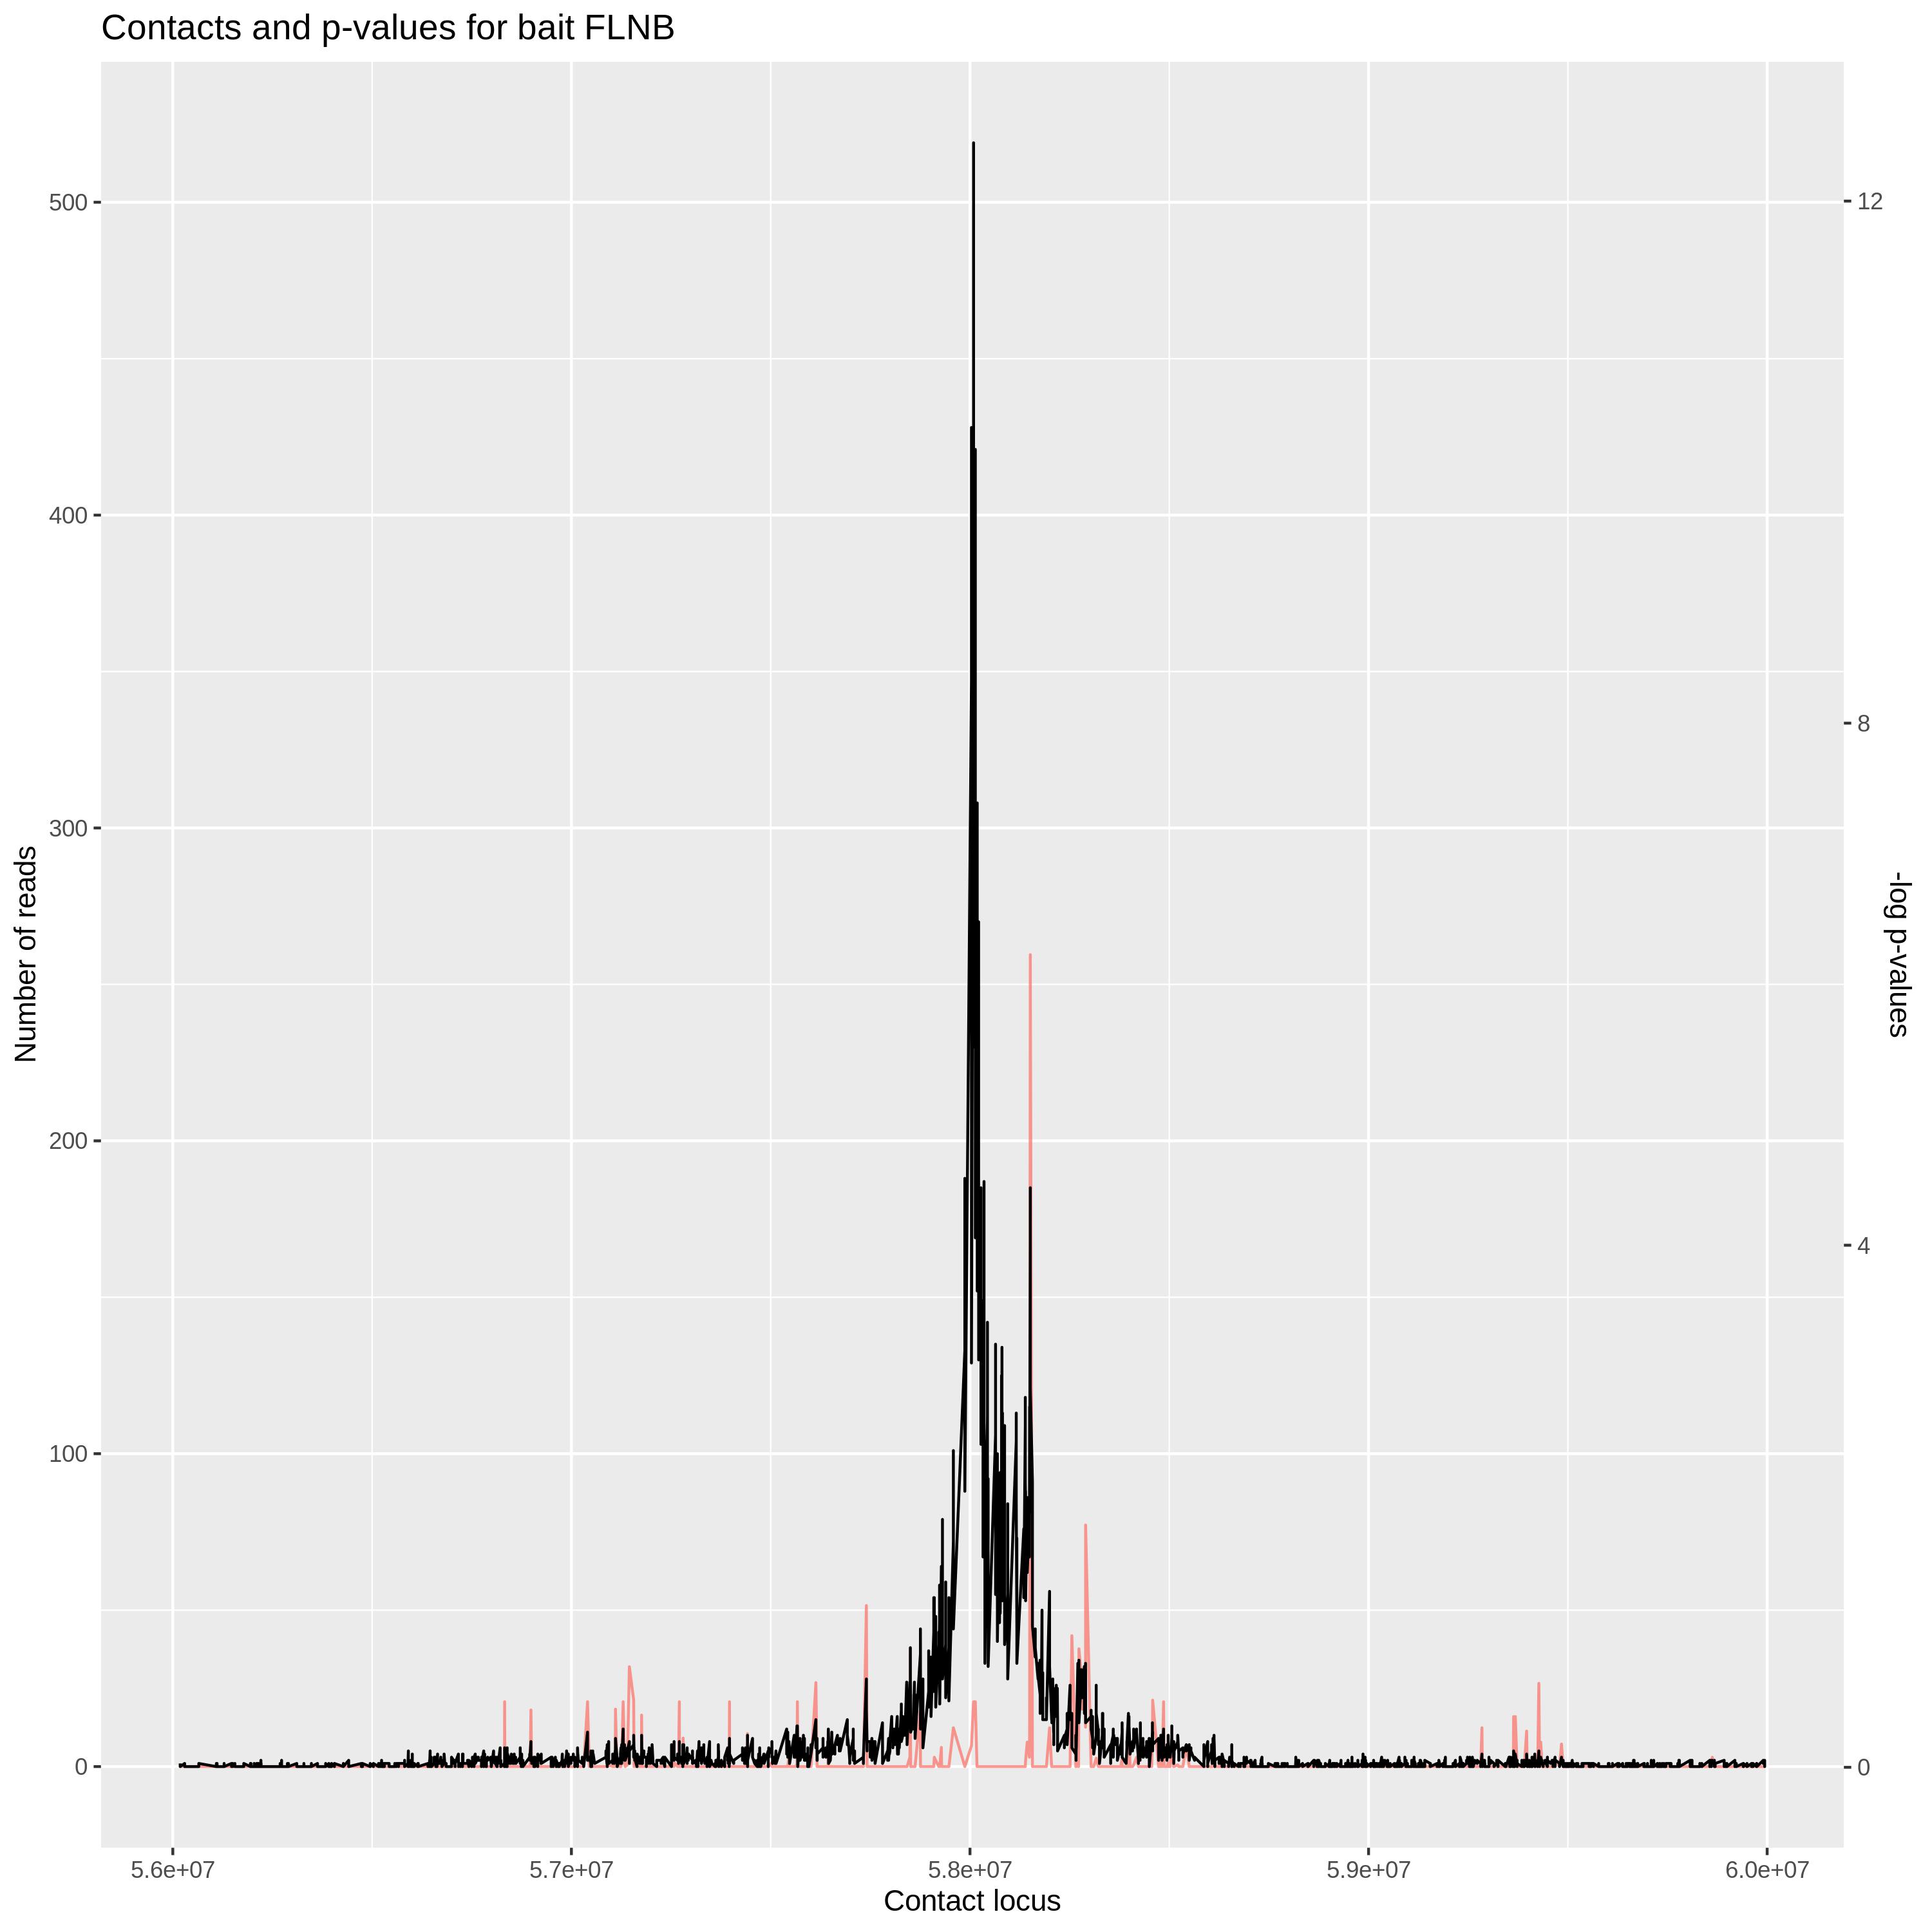 Contacts and p-values for bait FLNB
Number of reads
500
400
300
200
100
0
12
8
4
0
-log p-values
5.6e+07
5.7e+07
5.8e+07
5.9e+07
6.0e+07
Contact locus